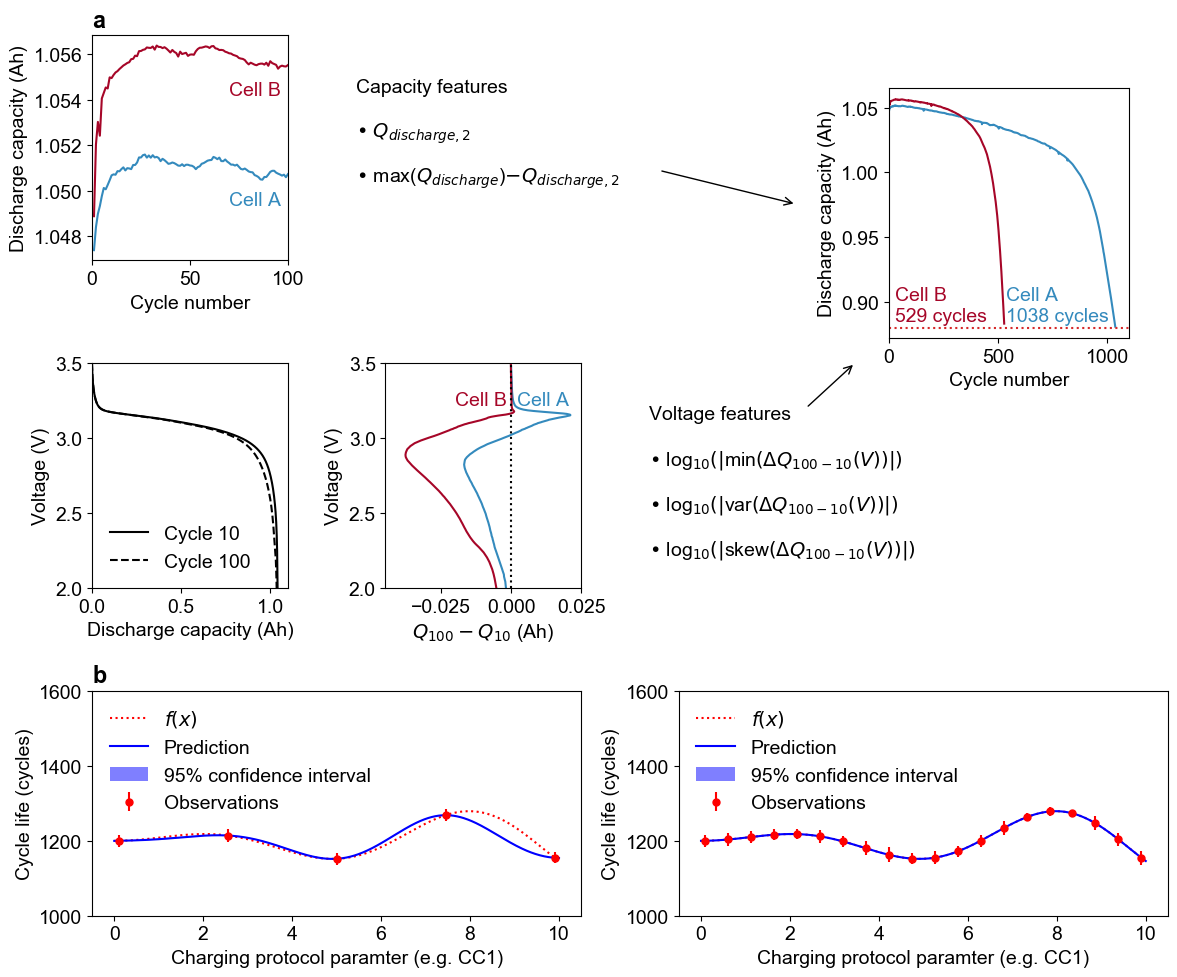 a
1.056
1.054
1.052
1.050
1.048
Discharge capacity (Ah)
Cell B
Cell A
0
50
100
Cycle number
Capacity features
• Q_discharge, 2
• max(Q_discharge)−Q_discharge, 2
1.05
1.00
0.95
0.90
Discharge capacity (Ah)
Cell B
529 cycles
Cell A
1038 cycles
0
500
1000
Cycle number
3.5
3.0
2.5
2.0
Voltage (V)
Cycle 10
Cycle 100
0.0
0.5
1.0
Discharge capacity (Ah)
3.5
3.0
2.5
2.0
Voltage (V)
Cell B
Cell A
−0.025
0.000
0.025
Q₁₀₀ − Q₁₀ (Ah)
Voltage features
• log₁₀(|min(ΔQ₁₀₀₋₁₀(V))|)
• log₁₀(|var(ΔQ₁₀₀₋₁₀(V))|)
• log₁₀(|skew(ΔQ₁₀₀₋₁₀(V))|)
b
1600
1400
1200
1000
Cycle life (cycles)
f(x)
Prediction
95% confidence interval
Observations
0
2
4
6
8
10
Charging protocol paramter (e.g. CC1)
1600
1400
1200
1000
Cycle life (cycles)
f(x)
Prediction
95% confidence interval
Observations
0
2
4
6
8
10
Charging protocol paramter (e.g. CC1)